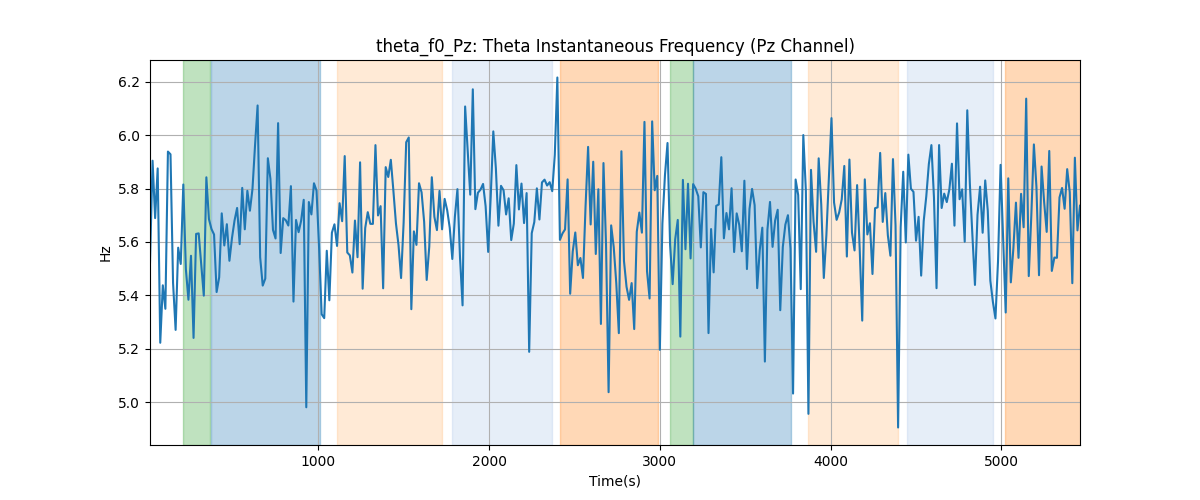 theta_f0_Pz: Theta Instantaneous Frequency (Pz Channel)
6.2
6.0
5.8
5.6
5.4
5.2
5.0
Hz
1000 2000 3000 4000 5000
Time(s)